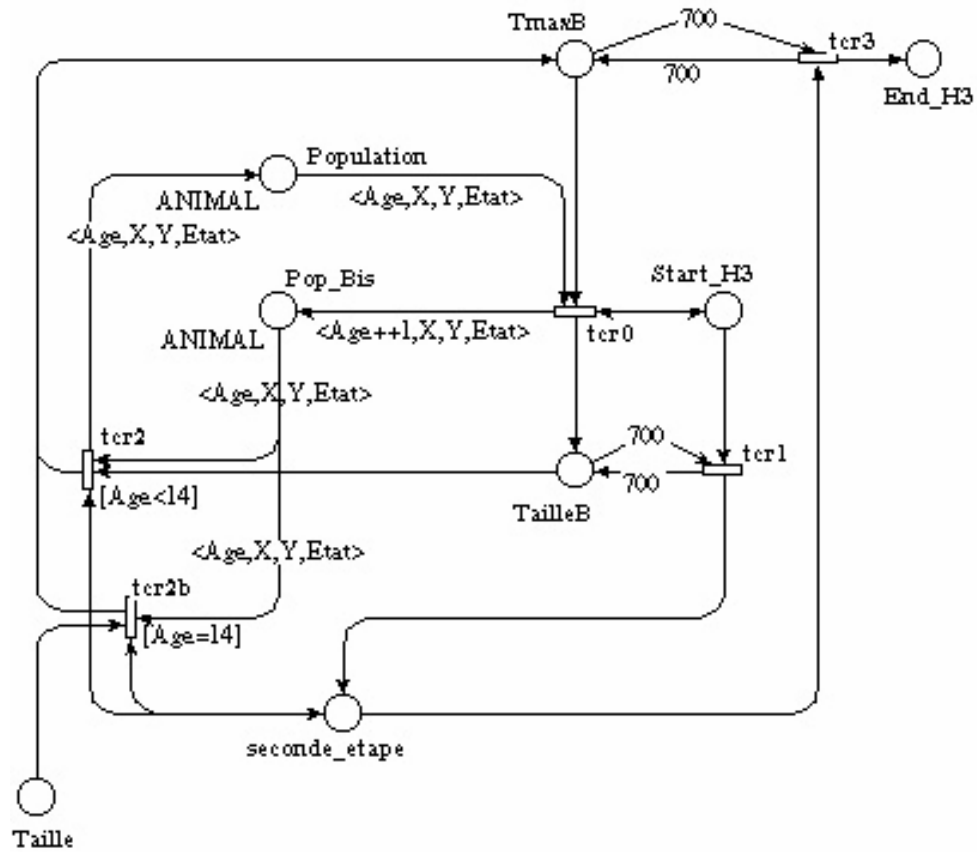 TmaxB
700
tcr3
700
End_H3
Population
ANIMAL
<Age,X,Y,Etat>
<Age,X,Y,Etat>
Pop_Bis
Start_H3
<Age++1,X,Y,Etat>
tcr0
ANIMAL
<Age,X,Y,Etat>
tcr2
700
tcr1
700
[Age<14]
TailleB
<Age,X,Y,Etat>
tcr2b
[Age=14]
seconde_etape
Taille